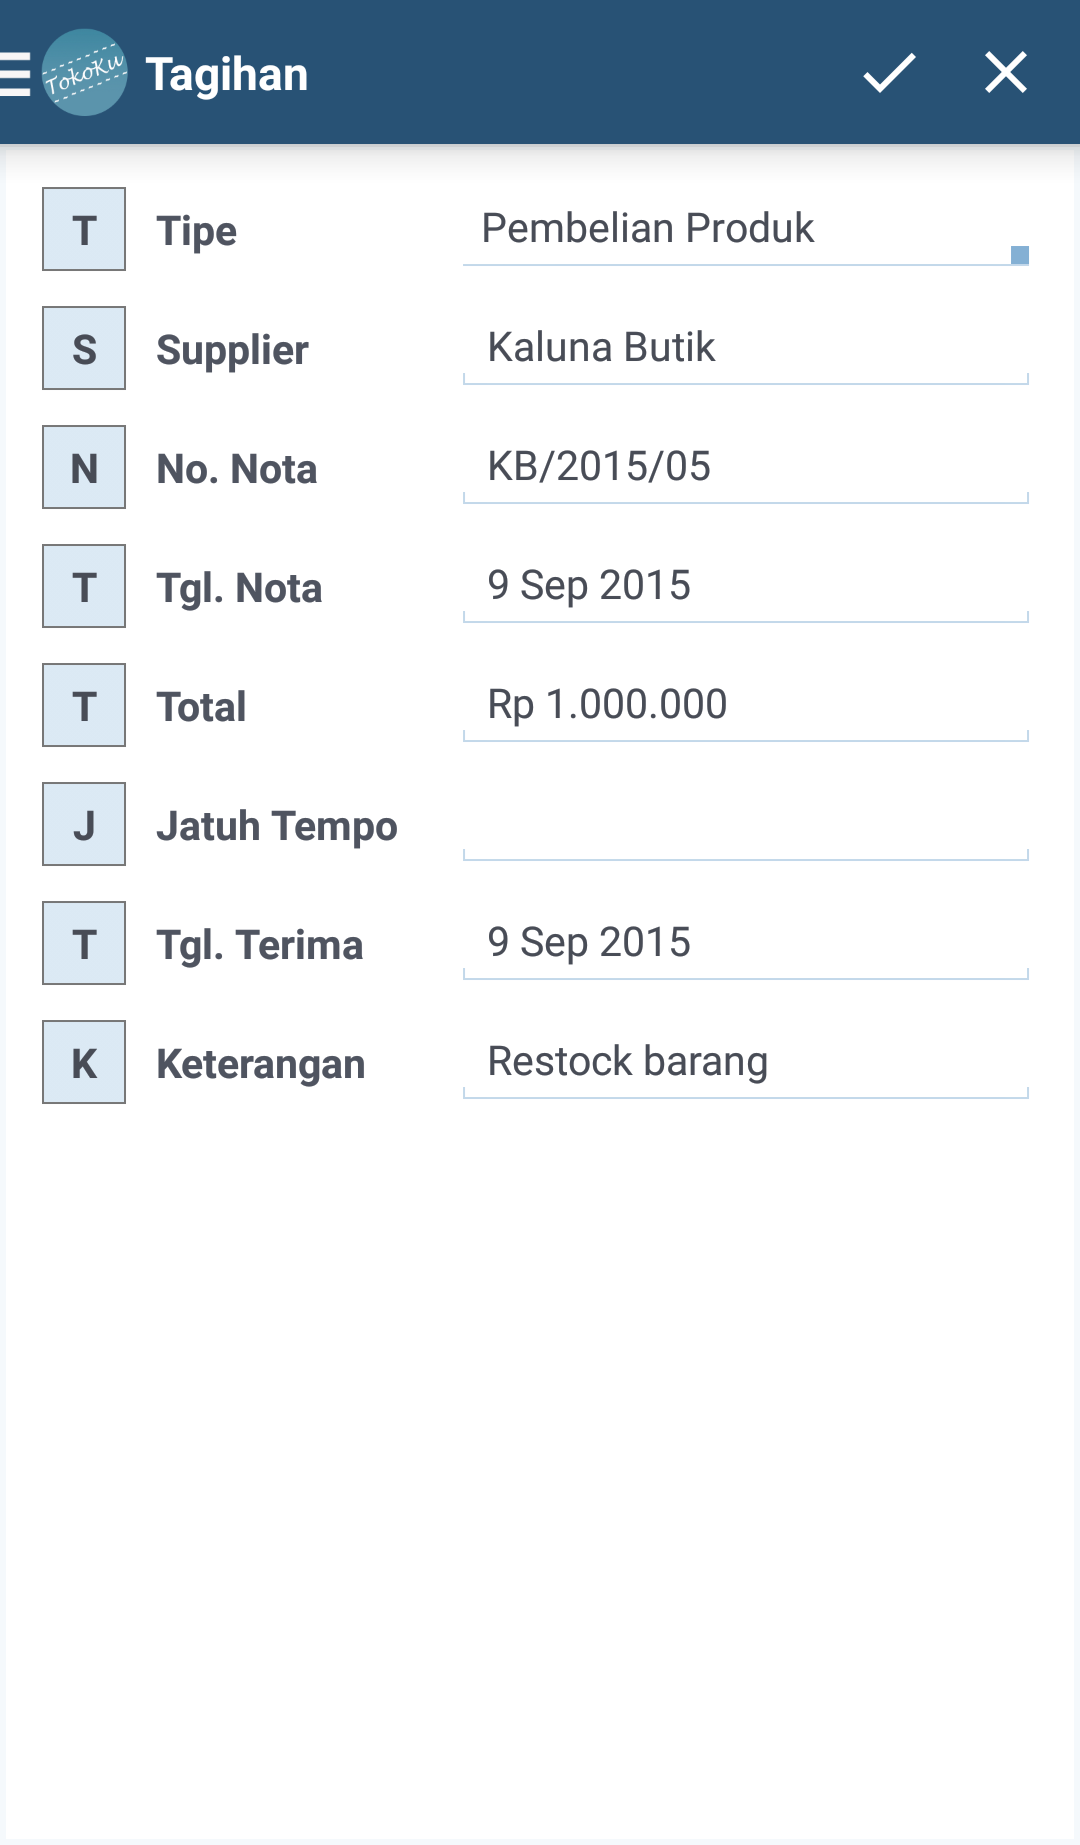 TokoKu Tagihan
T Tipe Pembelian Produk
S Supplier Kaluna Butik
N No. Nota KB/2015/05
T Tgl. Nota 9 Sep 2015
T Total Rp 1.000.000
J Jatuh Tempo
T Tgl. Terima 9 Sep 2015
K Keterangan Restock barang